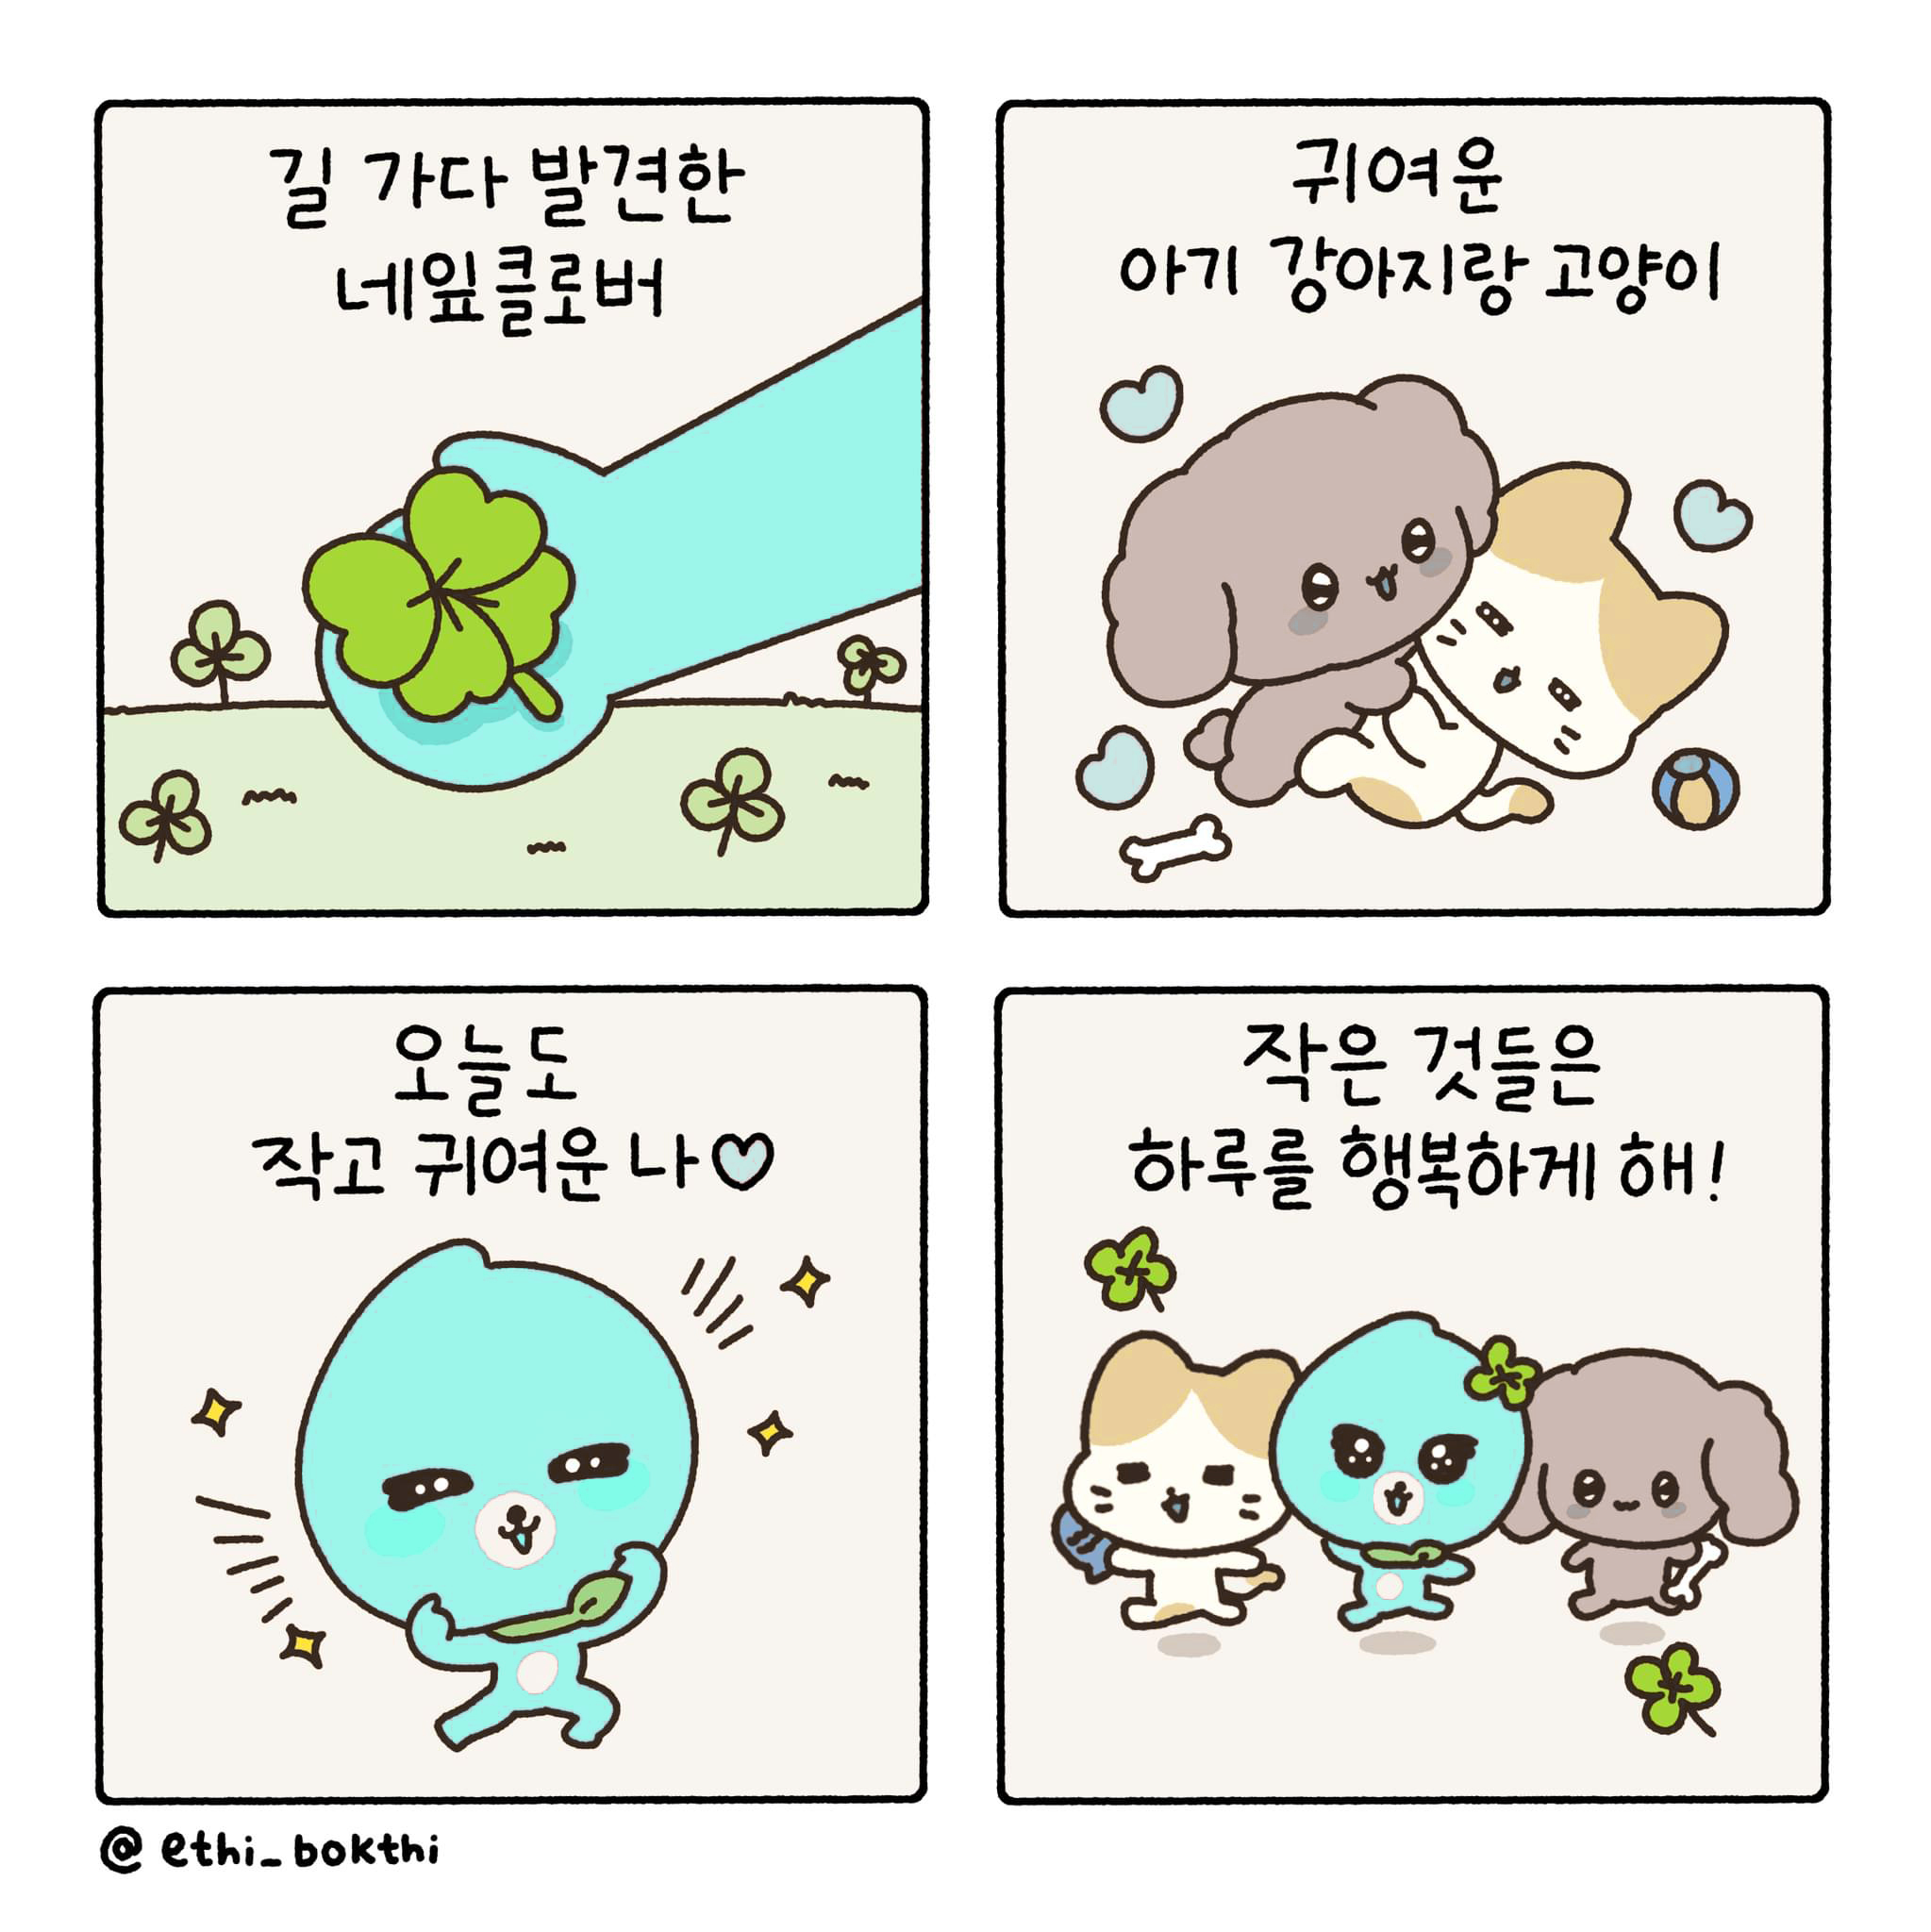 길 가다 발견한
네잎클로버
귀여운
아기 강아지랑 고양이
오늘도
작고 귀여운 나♡
작은 것들은
하루를 행복하게 해!
@ethi_bokthi